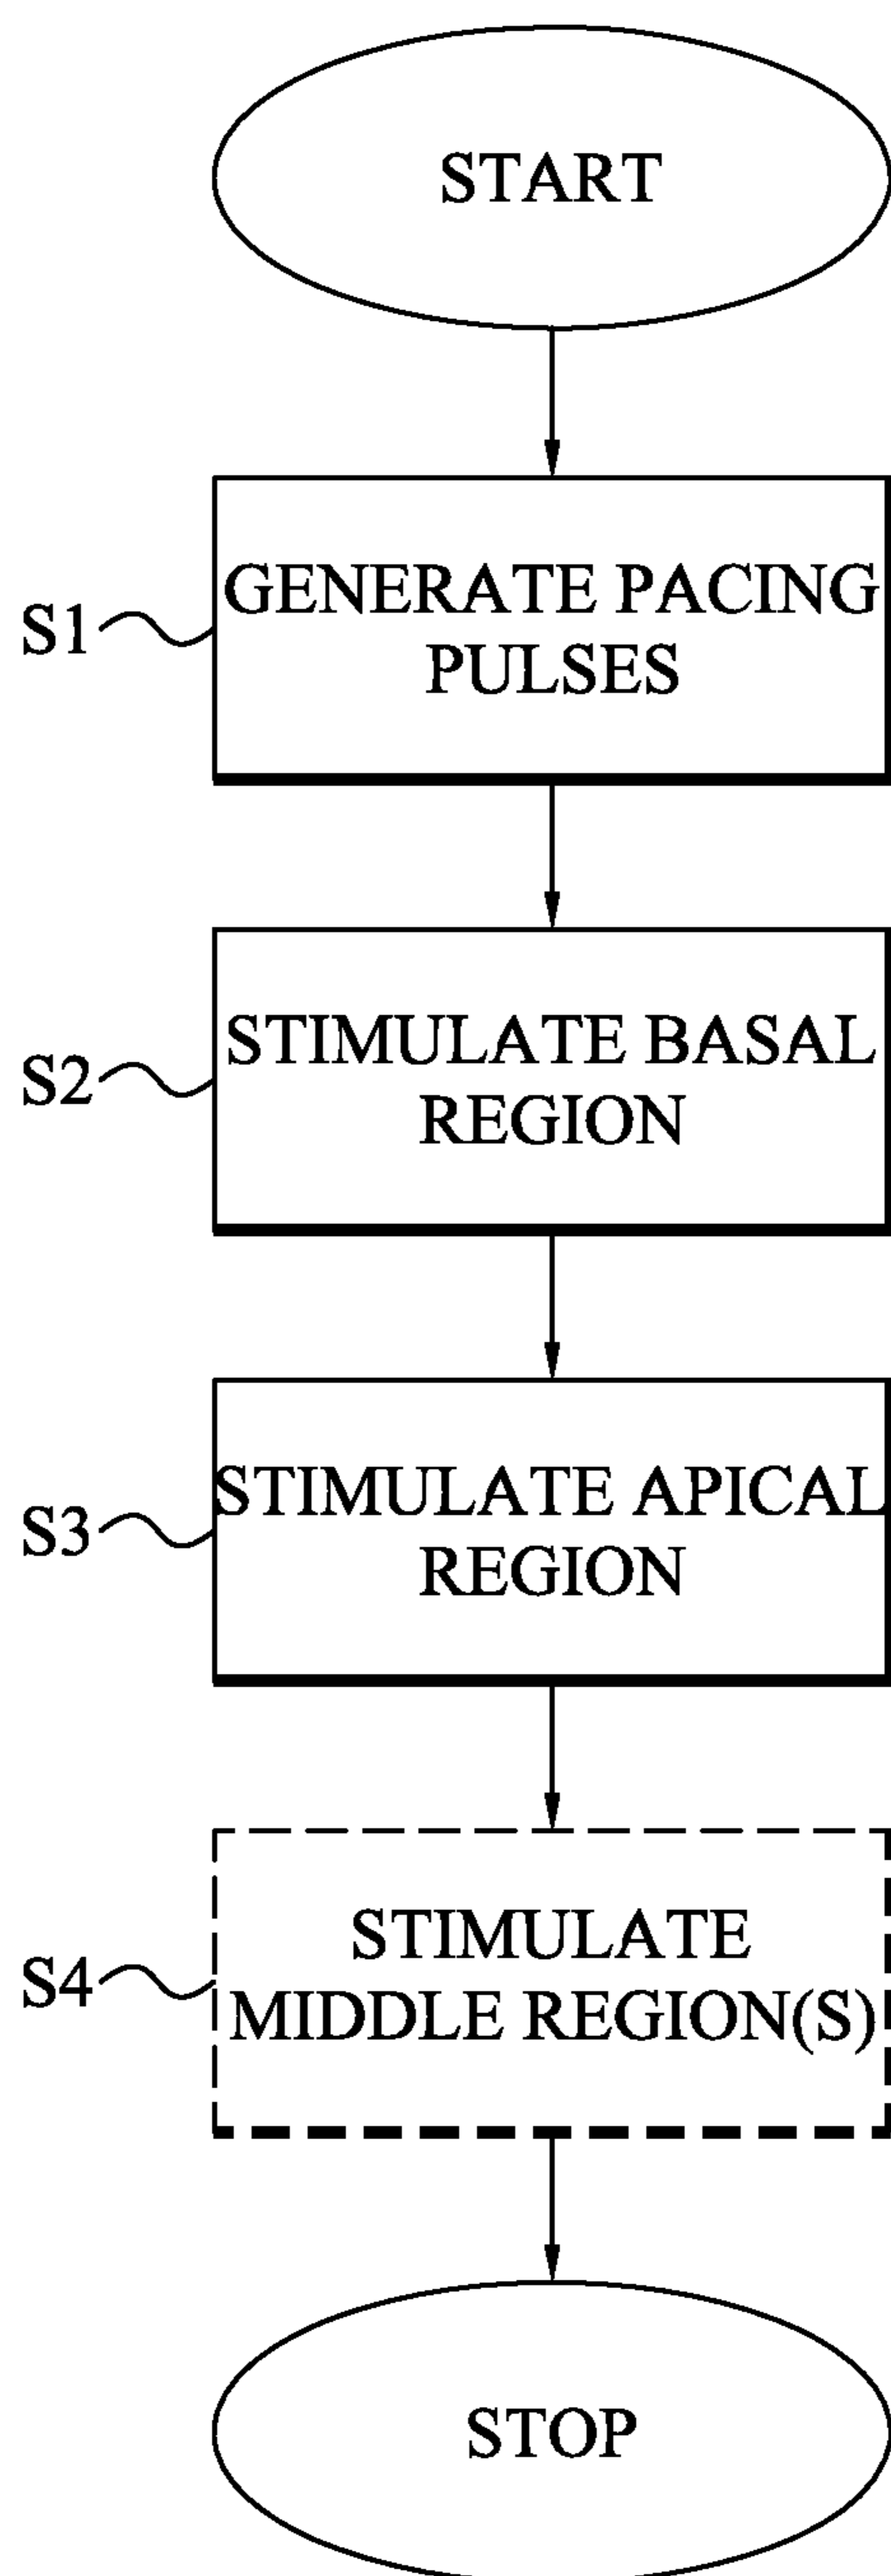 START
S1
GENERATE PACING
PULSES
S2
STIMULATE BASAL
REGION
S3
STIMULATE APICAL
REGION
S4
STIMULATE
MIDDLE REGION(S)
STOP